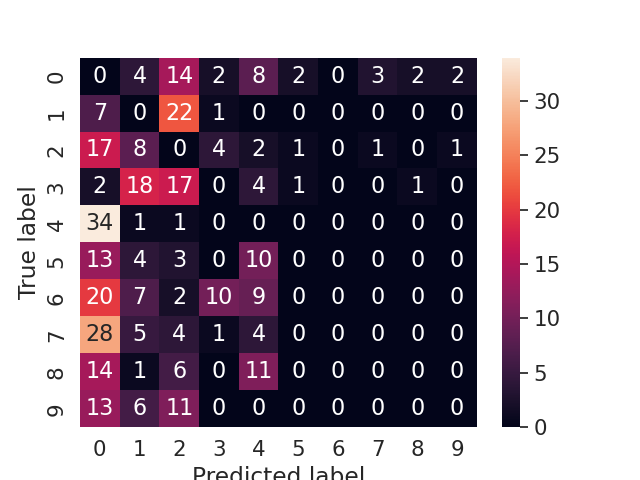 0 0 4 14 2 8 2 0 3 2 2
1 7 0 22 1 0 0 0 0 0 0
2 17 8 0 4 2 1 0 1 0 1
3 2 18 17 0 4 1 0 0 1 0
4 34 1 1 0 0 0 0 0 0 0
5 13 4 3 0 10 0 0 0 0 0
6 20 7 2 10 9 0 0 0 0 0
7 28 5 4 1 4 0 0 0 0 0
8 14 1 6 0 11 0 0 0 0 0
9 13 6 11 0 0 0 0 0 0 0
0 1 2 3 4 5 6 7 8 9
Predicted label
True label
30
25
20
15
10
5
0